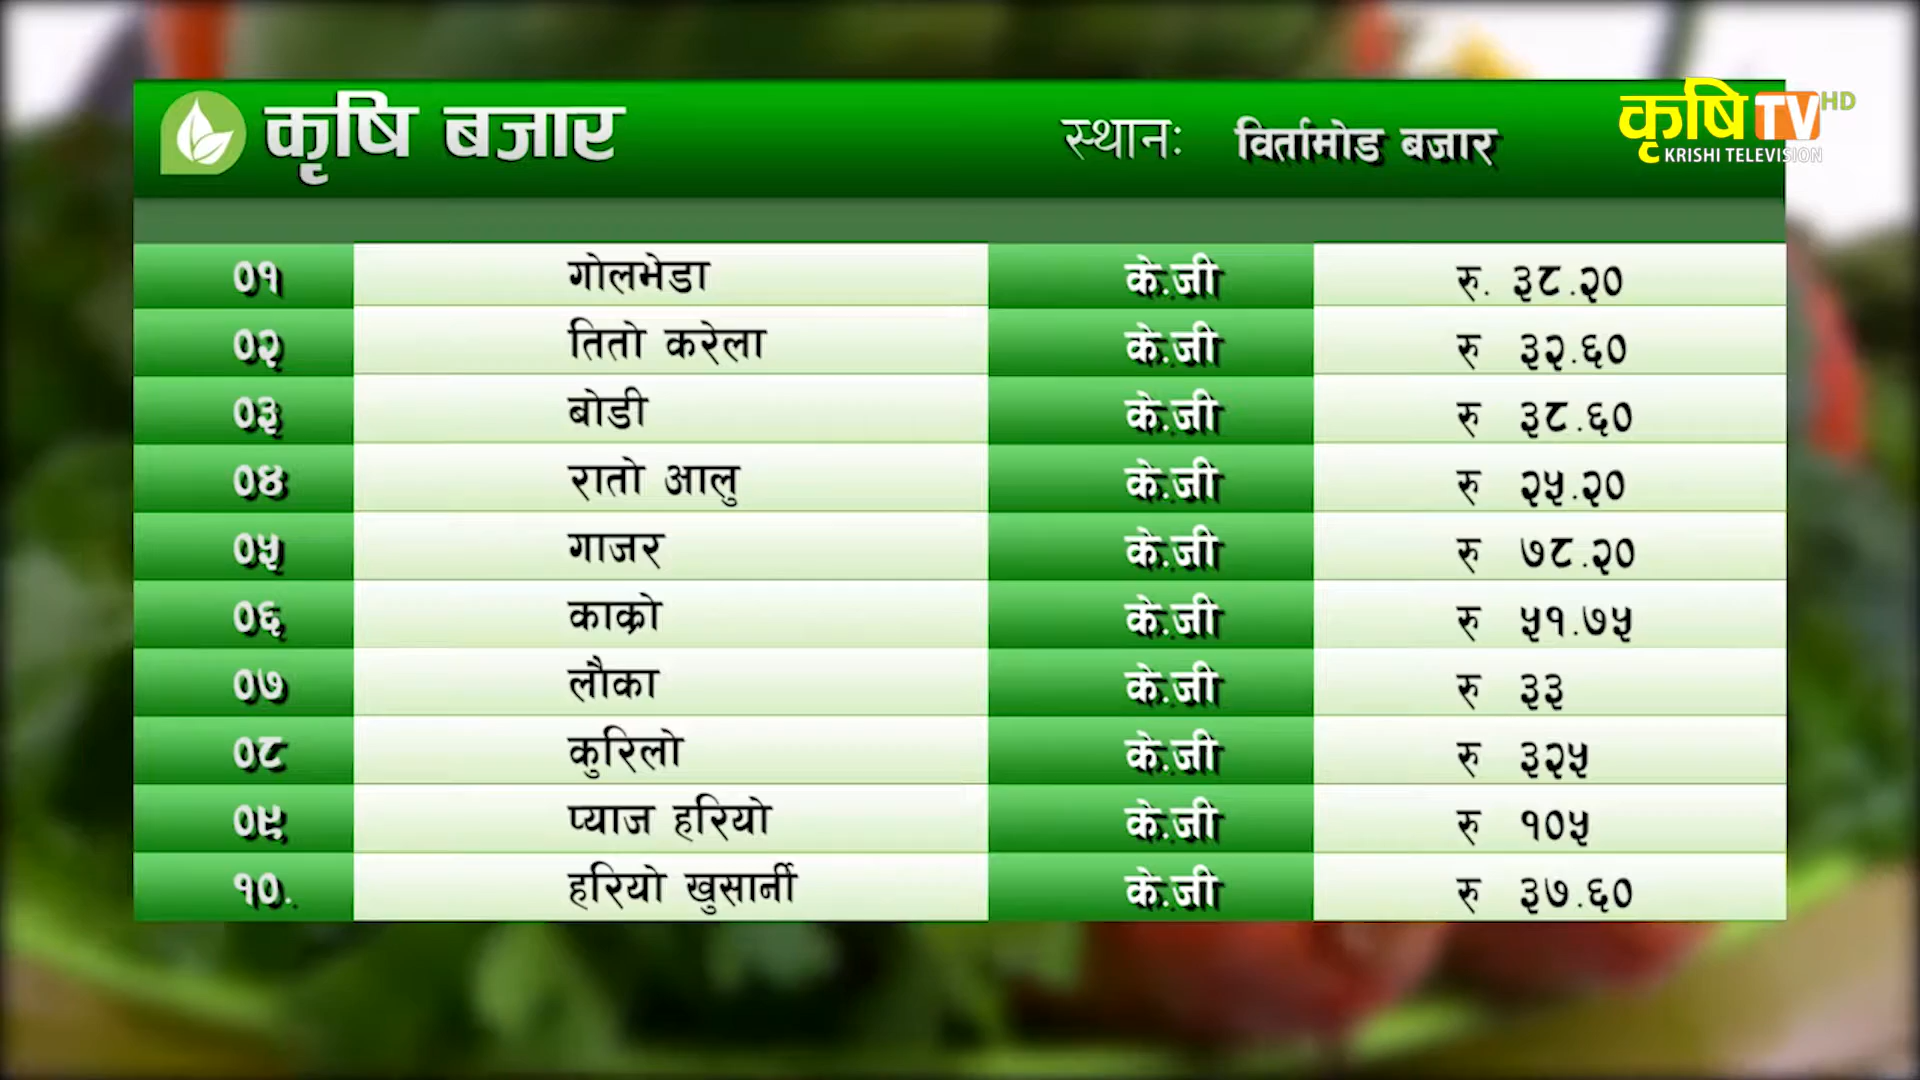 कृषि बजार
स्थानः विर्तामोड बजार
कृषि TV HD
KRISHI TELEVISION
०१ गोलभेडा के.जी रु. ३८.२०
०२ तितो करेला के.जी रु ३२.६०
०३ बोडी के.जी रु ३८.६०
०४ रातो आलु के.जी रु २५.२०
०५ गाजर के.जी रु ७८.२०
०६ काक्रो के.जी रु ५१.७५
०७ लौका के.जी रु ३३
०८ कुरिलो के.जी रु ३२५
०९ प्याज हरियो के.जी रु १०५
१०. हरियो खुसार्नी के.जी रु ३७.६०